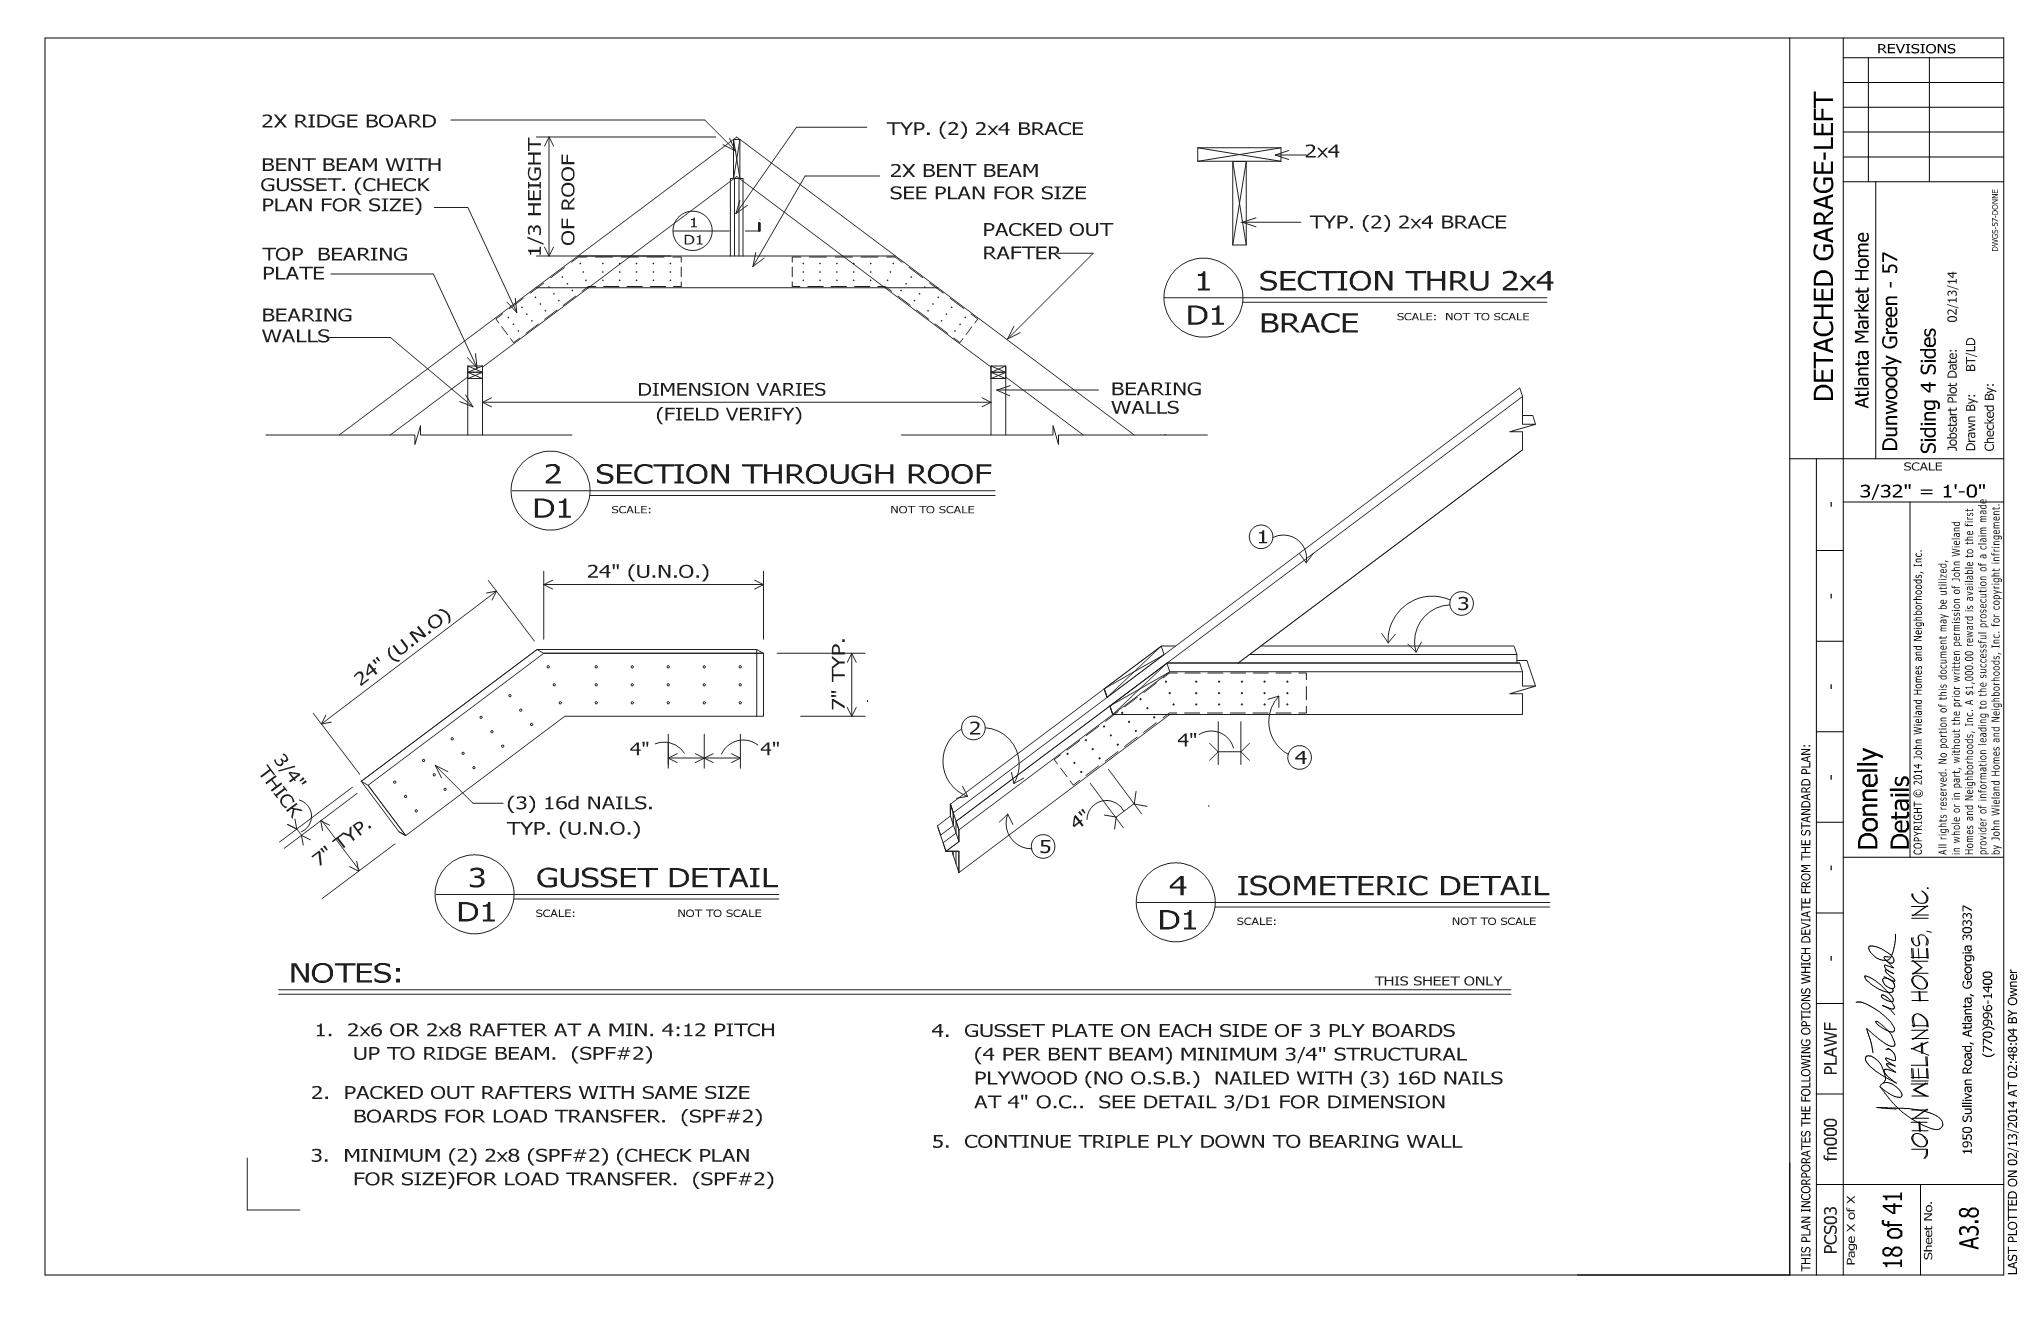 2X RIDGE BOARD
BENT BEAM WITH
GUSSET. (CHECK
PLAN FOR SIZE)
TOP BEARING
PLATE
BEARING
WALLS
1/3 HEIGHT
OF ROOF
1
D1
TYP. (2) 2x4 BRACE
2X BENT BEAM
SEE PLAN FOR SIZE
PACKED OUT
RAFTER
DIMENSION VARIES
(FIELD VERIFY)
BEARING
WALLS
2
D1
SECTION THROUGH ROOF
SCALE: NOT TO SCALE
2x4
TYP. (2) 2x4 BRACE
1
D1
SECTION THRU 2x4
BRACE
SCALE: NOT TO SCALE
24" (U.N.O.)
24" (U.N.O)
7" TYP.
3/4"
THICK
7" TYP.
4"
4"
(3) 16d NAILS.
TYP. (U.N.O.)
3
D1
GUSSET DETAIL
SCALE: NOT TO SCALE
1
3
2
4"
4
4"
5
4
D1
ISOMETERIC DETAIL
SCALE: NOT TO SCALE
NOTES:
THIS SHEET ONLY
1. 2x6 OR 2x8 RAFTER AT A MIN. 4:12 PITCH
UP TO RIDGE BEAM. (SPF#2)
2. PACKED OUT RAFTERS WITH SAME SIZE
BOARDS FOR LOAD TRANSFER. (SPF#2)
3. MINIMUM (2) 2x8 (SPF#2) (CHECK PLAN
FOR SIZE)FOR LOAD TRANSFER. (SPF#2)
4. GUSSET PLATE ON EACH SIDE OF 3 PLY BOARDS
(4 PER BENT BEAM) MINIMUM 3/4" STRUCTURAL
PLYWOOD (NO O.S.B.) NAILED WITH (3) 16D NAILS
AT 4" O.C.. SEE DETAIL 3/D1 FOR DIMENSION
5. CONTINUE TRIPLE PLY DOWN TO BEARING WALL
REVISIONS
DETACHED GARAGE-LEFT
Atlanta Market Home
Dunwoody Green - 57
Siding 4 Sides
Jobstart Plot Date: 02/13/14
Drawn By: BT/LD
Checked By:
DWGS-57-DONNE
SCALE
3/32" = 1'-0"
Donnelly
Details
COPYRIGHT © 2014 John Wieland Homes and Neighborhoods, Inc.
All rights reserved. No portion of this document may be utilized,
in whole or in part, without the prior written permission of John Wieland
Homes and Neighborhoods, Inc. A $1,000.00 reward is available to the first
provider of information leading to the successful prosecution of a claim made
by John Wieland Homes and Neighborhoods, Inc. for copyright infringement.
John Wieland
JOHN WIELAND HOMES, INC.
1950 Sullivan Road, Atlanta, Georgia 30337
(770)996-1400
THIS PLAN INCORPORATES THE FOLLOWING OPTIONS WHICH DEVIATE FROM THE STANDARD PLAN:
PCS03
fn000
PLAWF
-
-
-
-
-
-
Page X of X
18 of 41
Sheet No.
A3.8
LAST PLOTTED ON 02/13/2014 AT 02:48:04 BY Owner